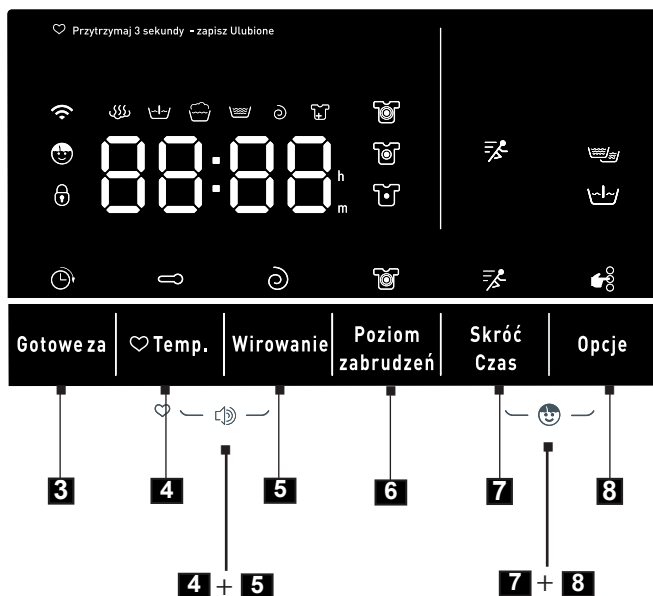 Przytrzymaj 3 sekundy - zapisz Ulubione
88:88
h
m
Gotowe za
Temp.
Wirowanie
Poziom
zabrudzeń
Skróć
Czas
Opcje
3
4
5
6
7
8
4 + 5
7 + 8